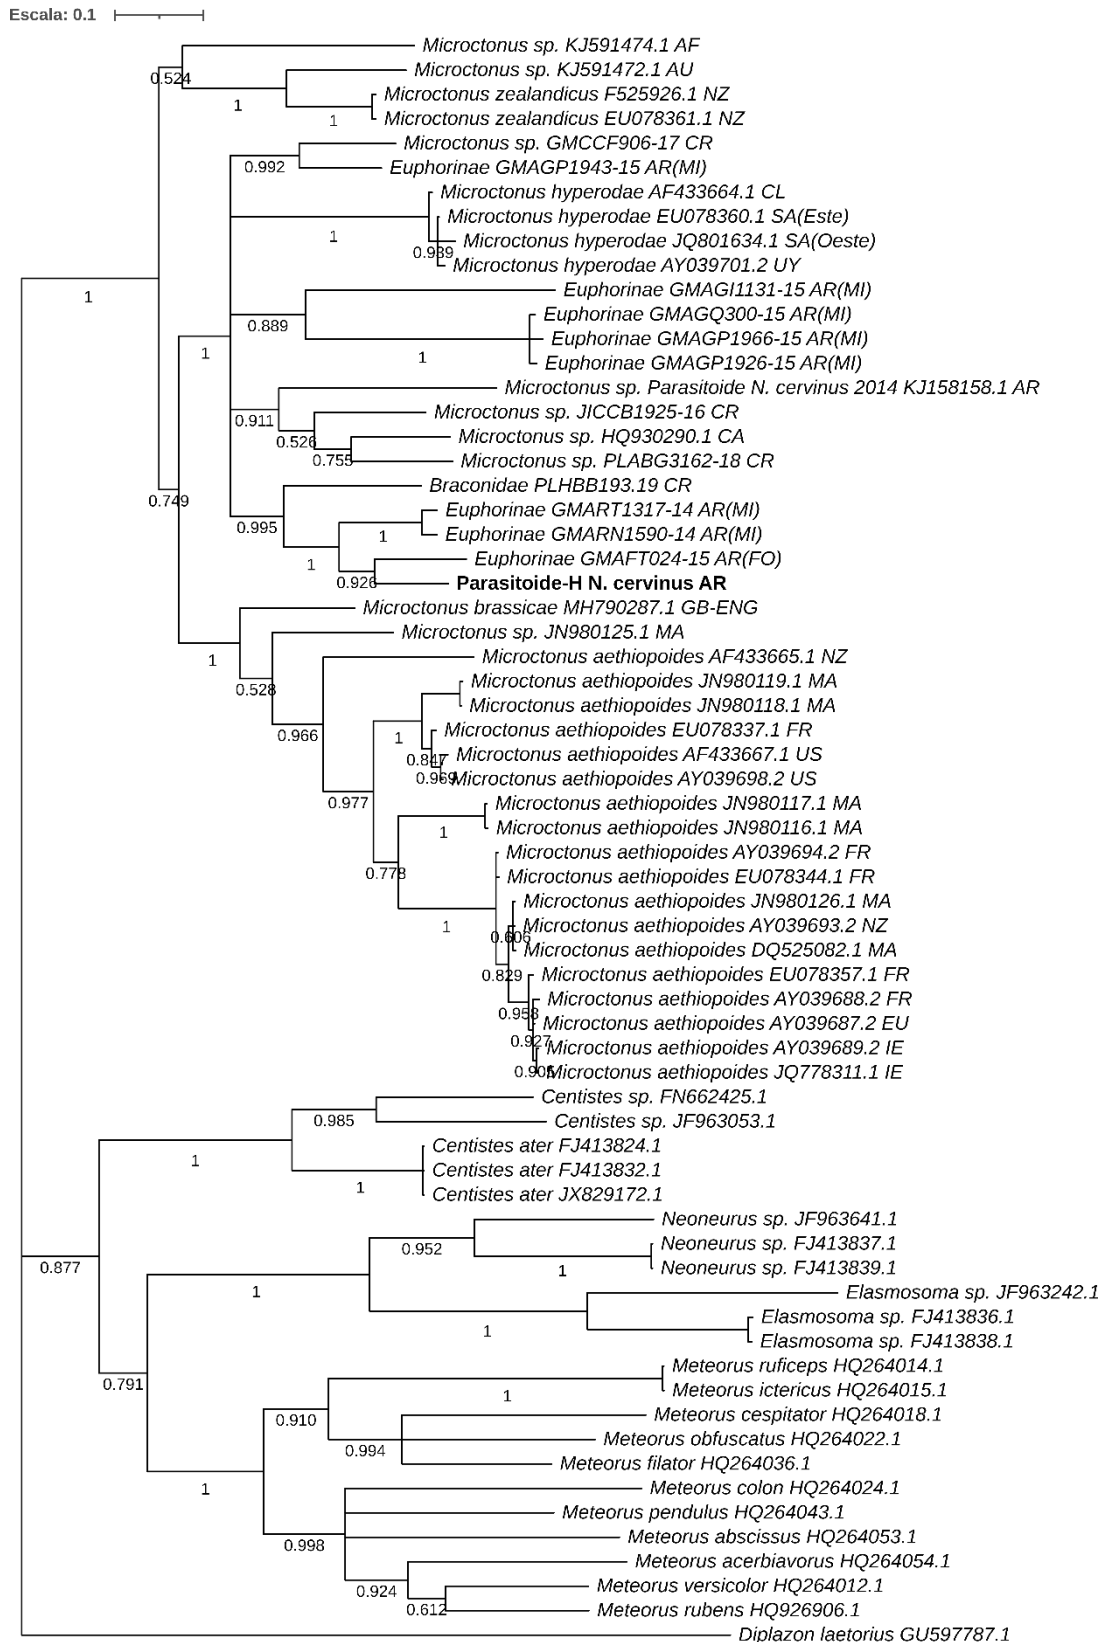 Escala: 0.1
Microctonus sp. KJ591474.1 AF
0.524
Microctonus sp. KJ591472.1 AU
1
Microctonus zealandicus F525926.1 NZ
1
Microctonus zealandicus EU078361.1 NZ
Microctonus sp. GMCCF906-17 CR
0.992
Euphorinae GMAGP1943-15 AR(MI)
Microctonus hyperodae AF433664.1 CL
Microctonus hyperodae EU078360.1 SA(Este)
1
Microctonus hyperodae JQ801634.1 SA(Oeste)
0.939
Microctonus hyperodae AY039701.2 UY
1
Euphorinae GMAGI1131-15 AR(MI)
0.889
Euphorinae GMAGQ300-15 AR(MI)
Euphorinae GMAGP1966-15 AR(MI)
1
1
Euphorinae GMAGP1926-15 AR(MI)
Microctonus sp. Parasitoide N. cervinus 2014 KJ158158.1 AR
0.911
Microctonus sp. JICCB1925-16 CR
0.526
Microctonus sp. HQ930290.1 CA
0.755
Microctonus sp. PLABG3162-18 CR
Braconidae PLHBB193.19 CR
0.749
0.995
Euphorinae GMART1317-14 AR(MI)
1
Euphorinae GMARN1590-14 AR(MI)
1
Euphorinae GMAFT024-15 AR(FO)
0.926
Parasitoide-H N. cervinus AR
Microctonus brassicae MH790287.1 GB-ENG
Microctonus sp. JN980125.1 MA
1
Microctonus aethiopoides AF433665.1 NZ
0.528
Microctonus aethiopoides JN980119.1 MA
Microctonus aethiopoides JN980118.1 MA
0.966
Microctonus aethiopoides EU078337.1 FR
1
Microctonus aethiopoides AF433667.1 US
0.847
Microctonus aethiopoides AY039698.2 US
0.969
0.977
Microctonus aethiopoides JN980117.1 MA
Microctonus aethiopoides JN980116.1 MA
1
Microctonus aethiopoides AY039694.2 FR
0.778
Microctonus aethiopoides EU078344.1 FR
Microctonus aethiopoides JN980126.1 MA
1
Microctonus aethiopoides AY039693.2 NZ
0.606
Microctonus aethiopoides DQ525082.1 MA
0.829
Microctonus aethiopoides EU078357.1 FR
Microctonus aethiopoides AY039688.2 FR
0.958
Microctonus aethiopoides AY039687.2 EU
0.927
Microctonus aethiopoides AY039689.2 IE
Microctonus aethiopoides JQ778311.1 IE
Centistes sp. FN662425.1
0.985
Centistes sp. JF963053.1
Centistes ater FJ413824.1
1
Centistes ater FJ413832.1
1
Centistes ater JX829172.1
Neoneurus sp. JF963641.1
0.952
Neoneurus sp. FJ413837.1
0.877
Neoneurus sp. FJ413839.1
1
1
Elasmosoma sp. JF963242.1
Elasmosoma sp. FJ413836.1
1
Elasmosoma sp. FJ413838.1
Meteorus ruficeps HQ264014.1
0.791
Meteorus ictericus HQ264015.1
1
Meteorus cespitator HQ264018.1
0.910
Meteorus obfuscatus HQ264022.1
0.994
Meteorus filator HQ264036.1
1
Meteorus colon HQ264024.1
Meteorus pendulus HQ264043.1
Meteorus abscissus HQ264053.1
0.998
Meteorus acerbiavorus HQ264054.1
0.924
Meteorus versicolor HQ264012.1
0.612
Meteorus rubens HQ926906.1
Diplazon laetorius GU597787.1